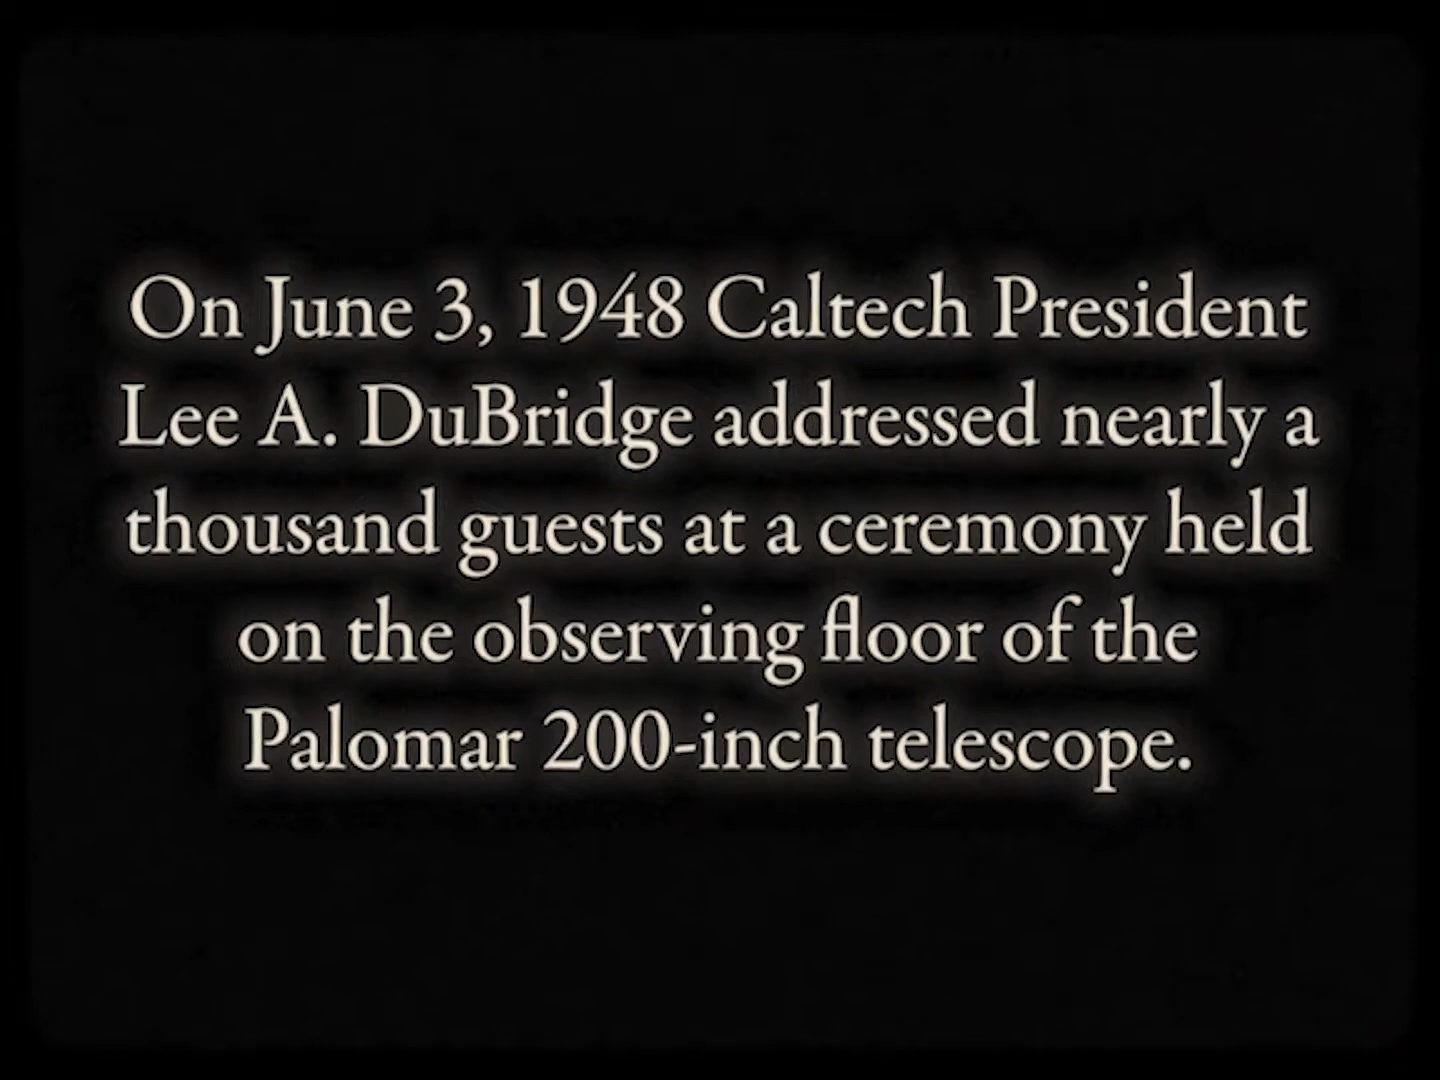 On June 3, 1948 Caltech President
Lee A. DuBridge addressed nearly a
thousand guests at a ceremony held
on the observing floor of the
Palomar 200-inch telescope.